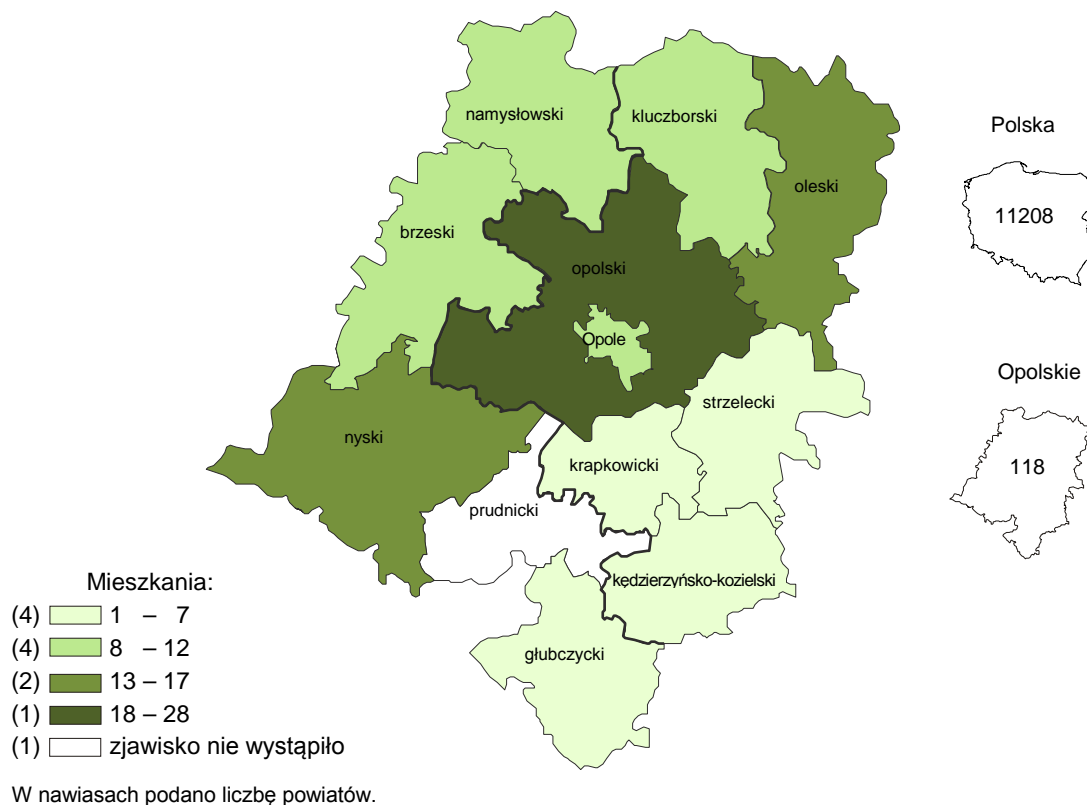 namysłowski
kluczborski
Polska
oleski
11208
brzeski
opolski
Opole
Opolskie
strzelecki
nyski
krapkowicki
118
prudnicki
kędzierzyńsko-kozielski
głubczycki
Mieszkania:
(4) 1 – 7
(4) 8 – 12
(2) 13 – 17
(1) 18 – 28
(1) zjawisko nie wystąpiło
W nawiasach podano liczbę powiatów.